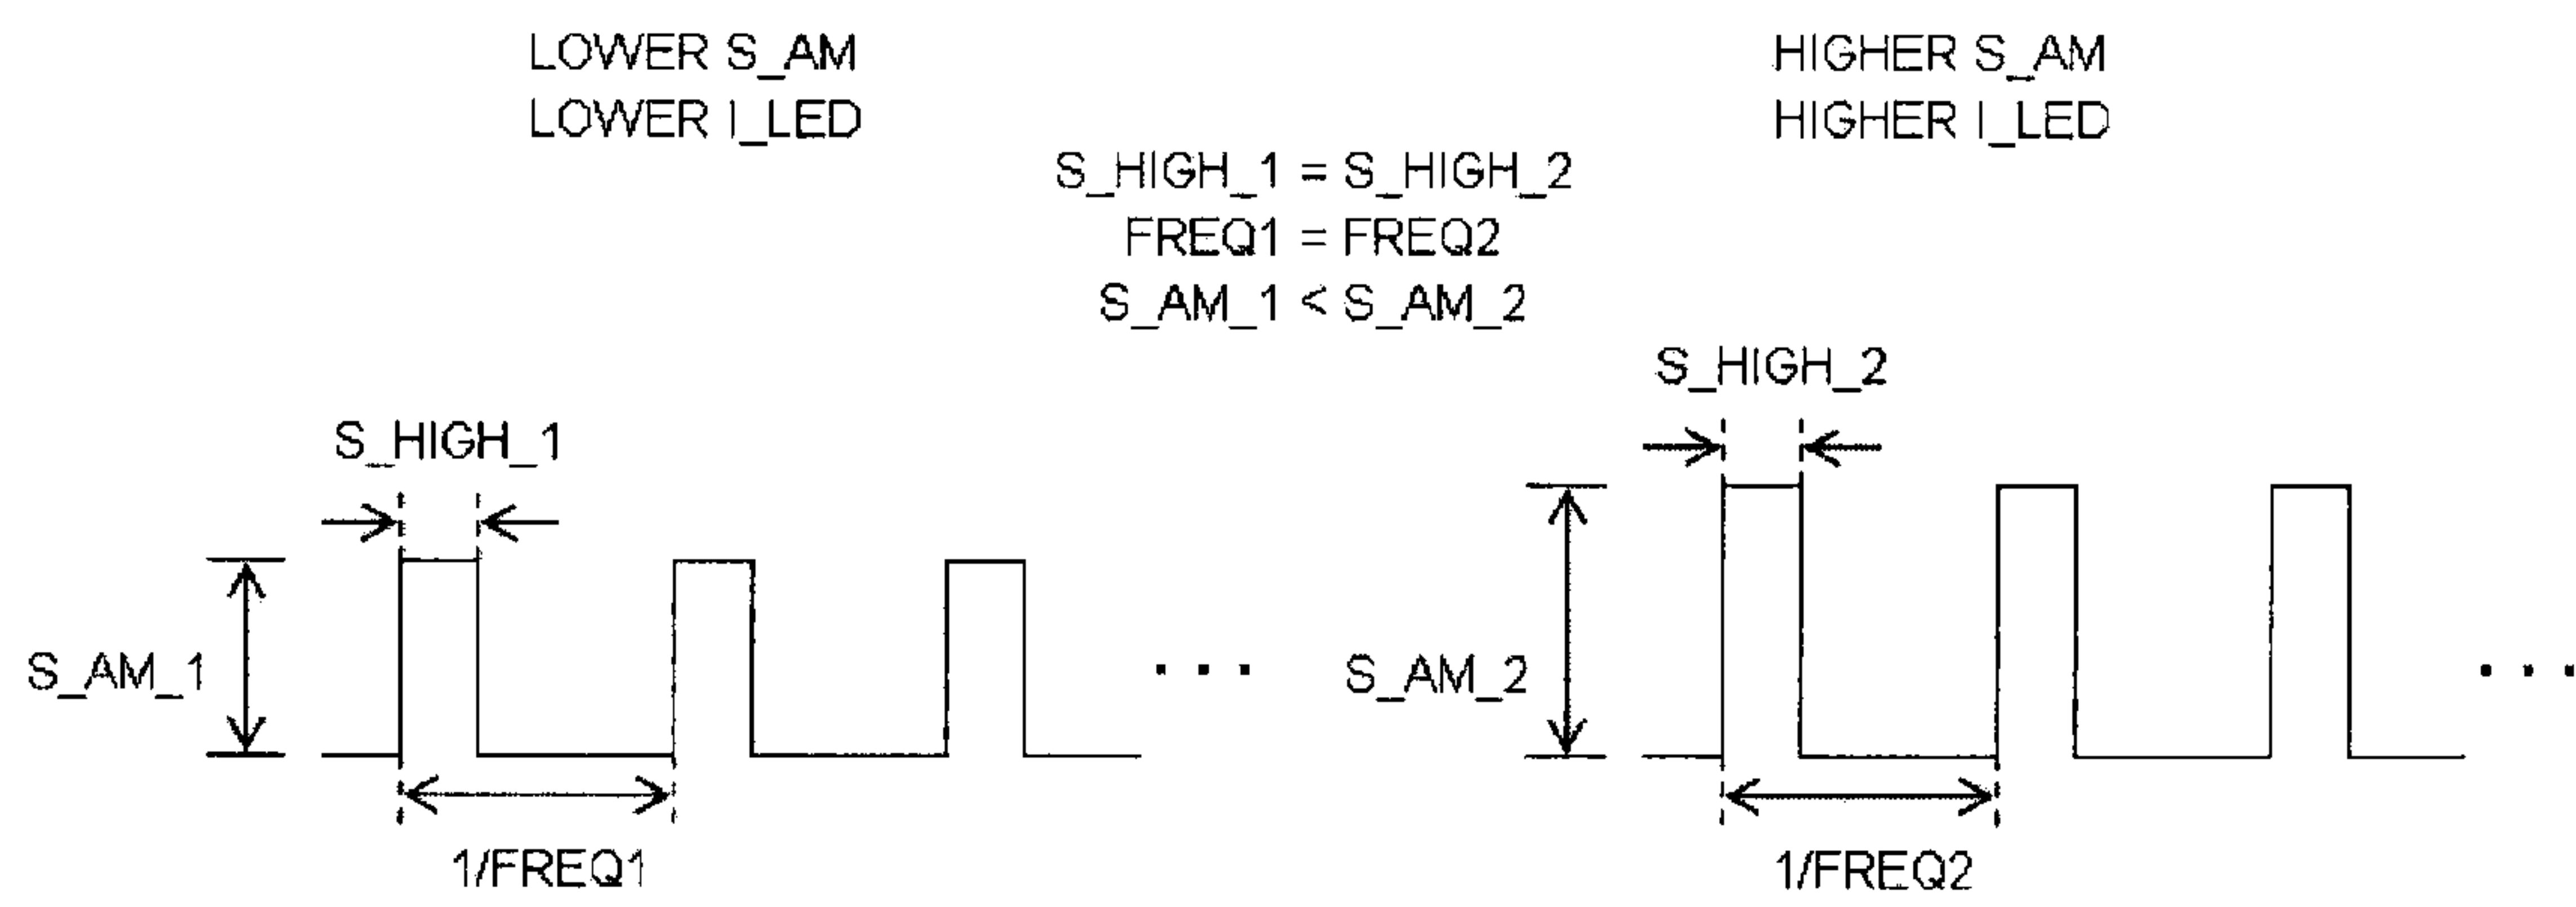 LOWER S_AM
LOWER I_LED
HIGHER S_AM
HIGHER I_LED
S_HIGH_1 = S_HIGH_2
FREQ1 = FREQ2
S_AM_1 < S_AM_2
S_HIGH_1
S_AM_1
1/FREQ1
. . .
S_HIGH_2
S_AM_2
1/FREQ2
. . .